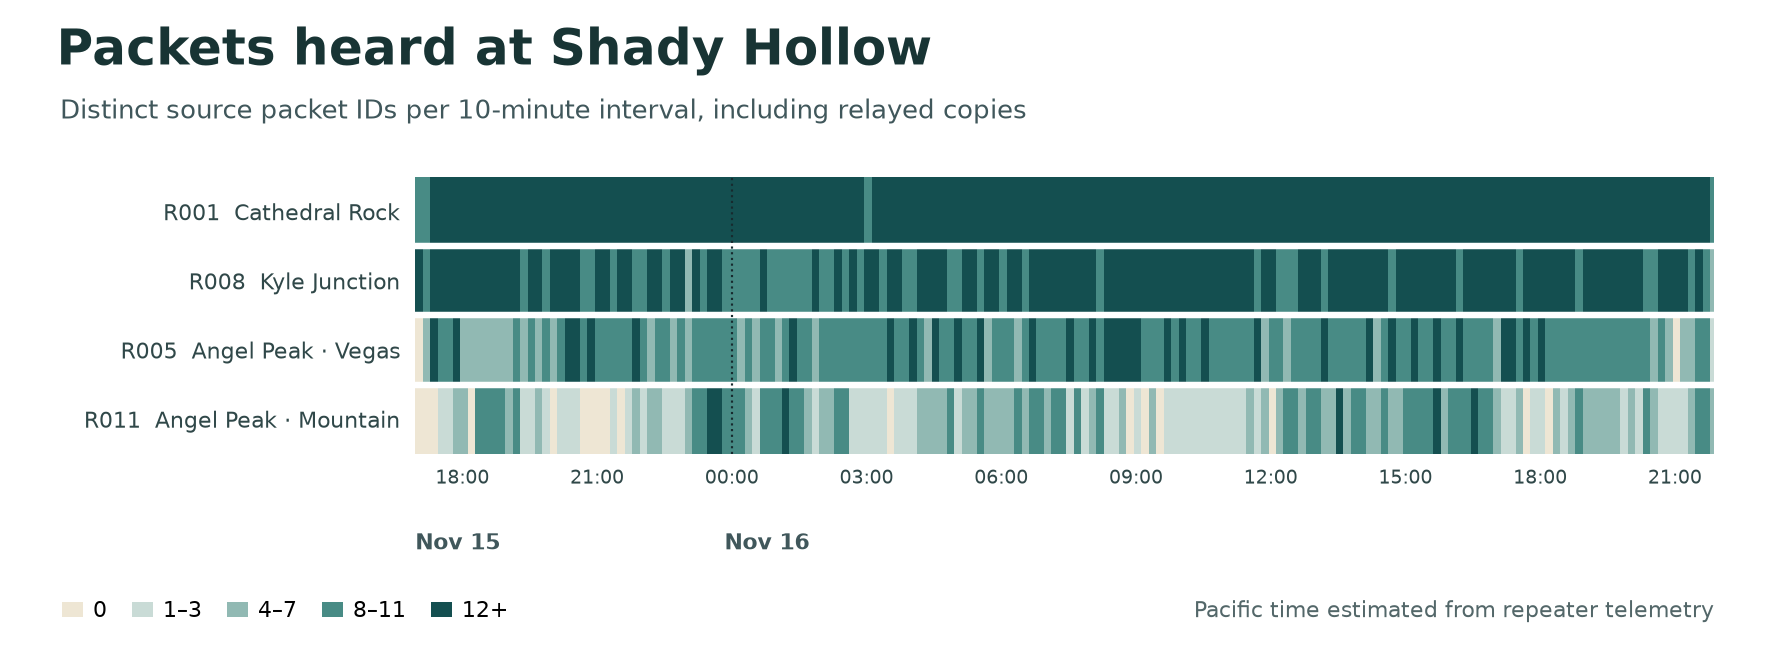 Packets heard at Shady Hollow
Distinct source packet IDs per 10-minute interval, including relayed copies
R001 Cathedral Rock
R008 Kyle Junction
R005 Angel Peak · Vegas
R011 Angel Peak · Mountain
18:00 21:00 00:00 03:00 06:00 09:00 12:00 15:00 18:00 21:00
Nov 15 Nov 16
0 1–3 4–7 8–11 12+
Pacific time estimated from repeater telemetry